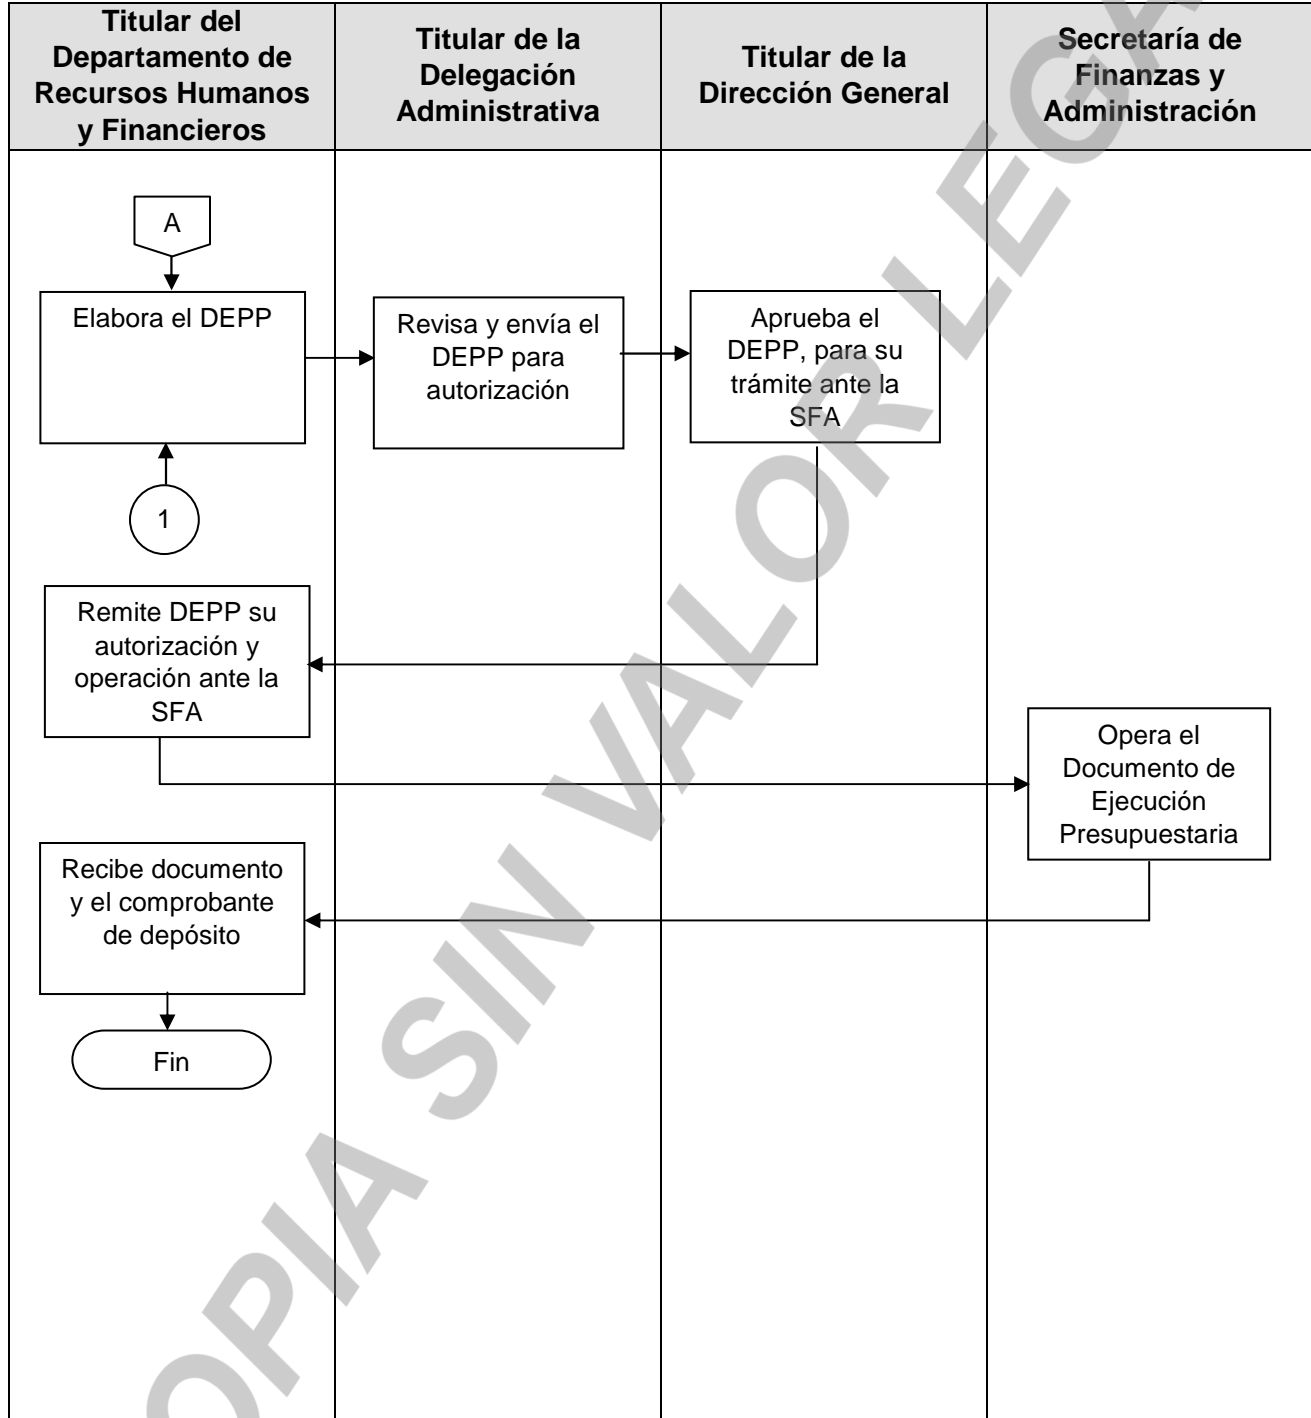 Titular del
Departamento de
Recursos Humanos
y Financieros
Titular de la
Delegación
Administrativa
Titular de la
Dirección General
Secretaría de
Finanzas y
Administración
A
Elabora el DEPP
Revisa y envía el
DEPP para
autorización
Aprueba el
DEPP, para su
trámite ante la
SFA
1
Remite DEPP su
autorización y
operación ante la
SFA
Opera el
Documento de
Ejecución
Presupuestaria
Recibe documento
y el comprobante
de depósito
Fin
OPIA SIN VALOR LEGA